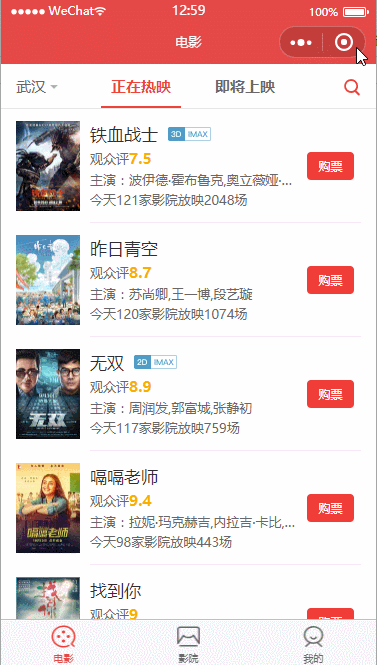 WeChat 12:59 100%
电影
武汉 正在热映 即将上映
铁血战士 3D IMAX
观众评7.5
购票
主演：波伊德·霍布鲁克,奥立薇娅·...
今天121家影院放映2048场
昨日青空
观众评8.7
购票
主演：苏尚卿,王一博,段艺璇
今天120家影院放映1074场
无双 2D IMAX
观众评8.9
购票
主演：周润发,郭富城,张静初
今天117家影院放映759场
无双
嗝嗝老师
观众评9.4
购票
主演：拉妮·玛克赫吉,内拉吉·卡比,...
今天98家影院放映443场
嗝嗝老师
找到你
观众评9
购票
电影 影院 我的